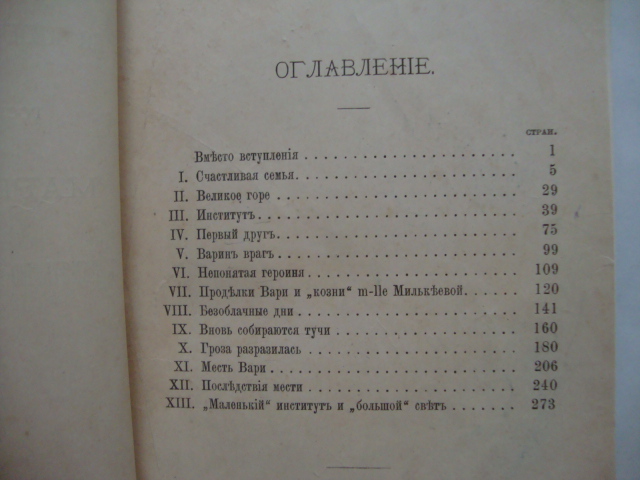 ОГЛАВЛЕНІЕ.
СТРАН.
Вмѣсто вступленія . . . . . . . . . . . . . . . . . . . . . 1
I. Счастливая семья. . . . . . . . . . . . . . . . . . . . . 5
II. Великое горе . . . . . . . . . . . . . . . . . . . . . 29
III. Институтъ. . . . . . . . . . . . . . . . . . . . . . 39
IV. Первый другъ. . . . . . . . . . . . . . . . . . . . . 75
V. Варинъ врагъ. . . . . . . . . . . . . . . . . . . . . 99
VI. Непонятая героиня . . . . . . . . . . . . . . . . . . 109
VII. Продѣлки Вари и „козни“ m-lle Милькѣевой. . . . . . 120
VIII. Безоблачные дни . . . . . . . . . . . . . . . . . . 141
IX. Вновь собираются тучи . . . . . . . . . . . . . . . 160
X. Гроза разразилась . . . . . . . . . . . . . . . . . . 180
XI. Месть Вари . . . . . . . . . . . . . . . . . . . . . 206
XII. Послѣдствія мести . . . . . . . . . . . . . . . . . 240
XIII. „Маленькій“ институтъ и „большой“ свѣтъ . . . . . . 273